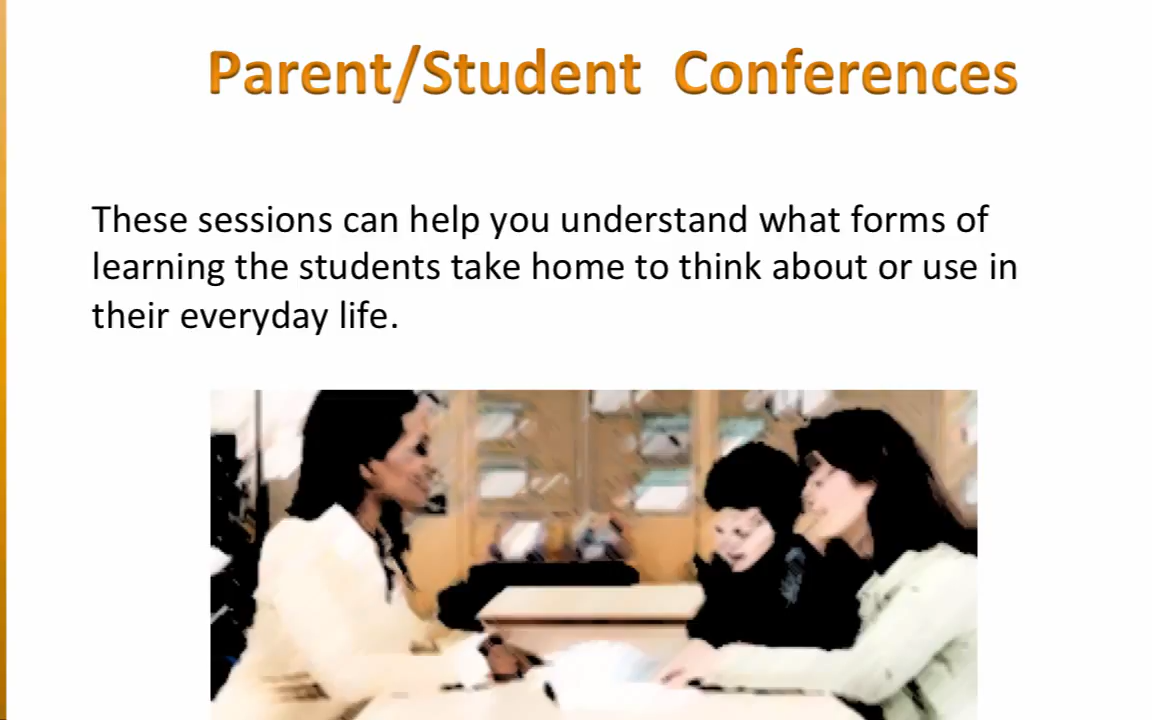 Parent/Student Conferences
These sessions can help you understand what forms of
learning the students take home to think about or use in
their everyday life.